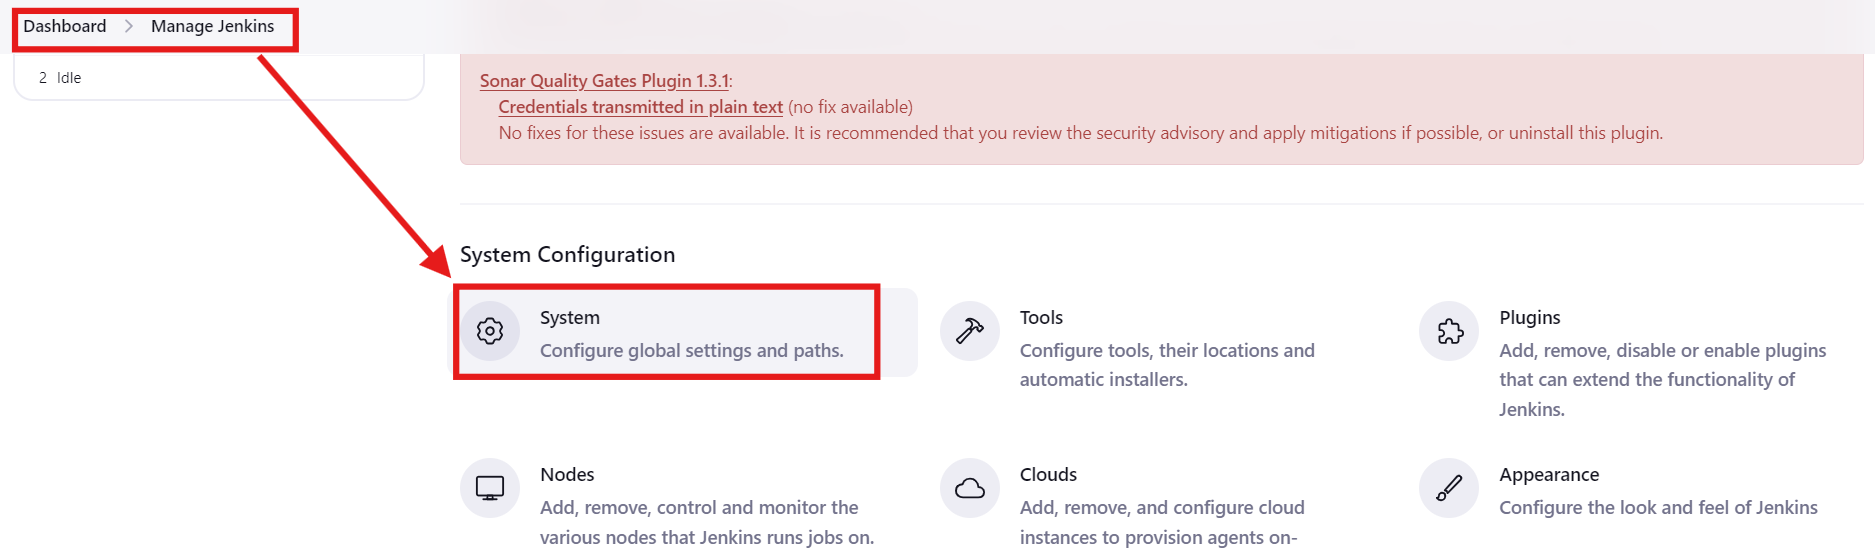 Dashboard > Manage Jenkins
2 Idle
Sonar Quality Gates Plugin 1.3.1:
Credentials transmitted in plain text (no fix available)
No fixes for these issues are available. It is recommended that you review the security advisory and apply mitigations if possible, or uninstall this plugin.
System Configuration
System
Configure global settings and paths.
Tools
Configure tools, their locations and
automatic installers.
Plugins
Add, remove, disable or enable plugins
that can extend the functionality of
Jenkins.
Nodes
Add, remove, control and monitor the
various nodes that Jenkins runs jobs on.
Clouds
Add, remove, and configure cloud
instances to provision agents on-
Appearance
Configure the look and feel of Jenkins